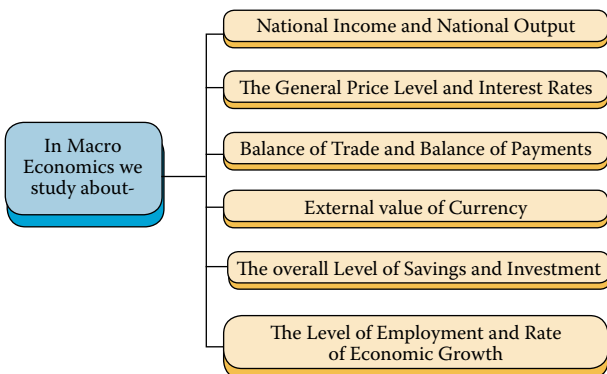 National Income and National Output
The General Price Level and Interest Rates
In Macro
Economics we
study about-
Balance of Trade and Balance of Payments
External value of Currency
The overall Level of Savings and Investment
The Level of Employment and Rate
of Economic Growth